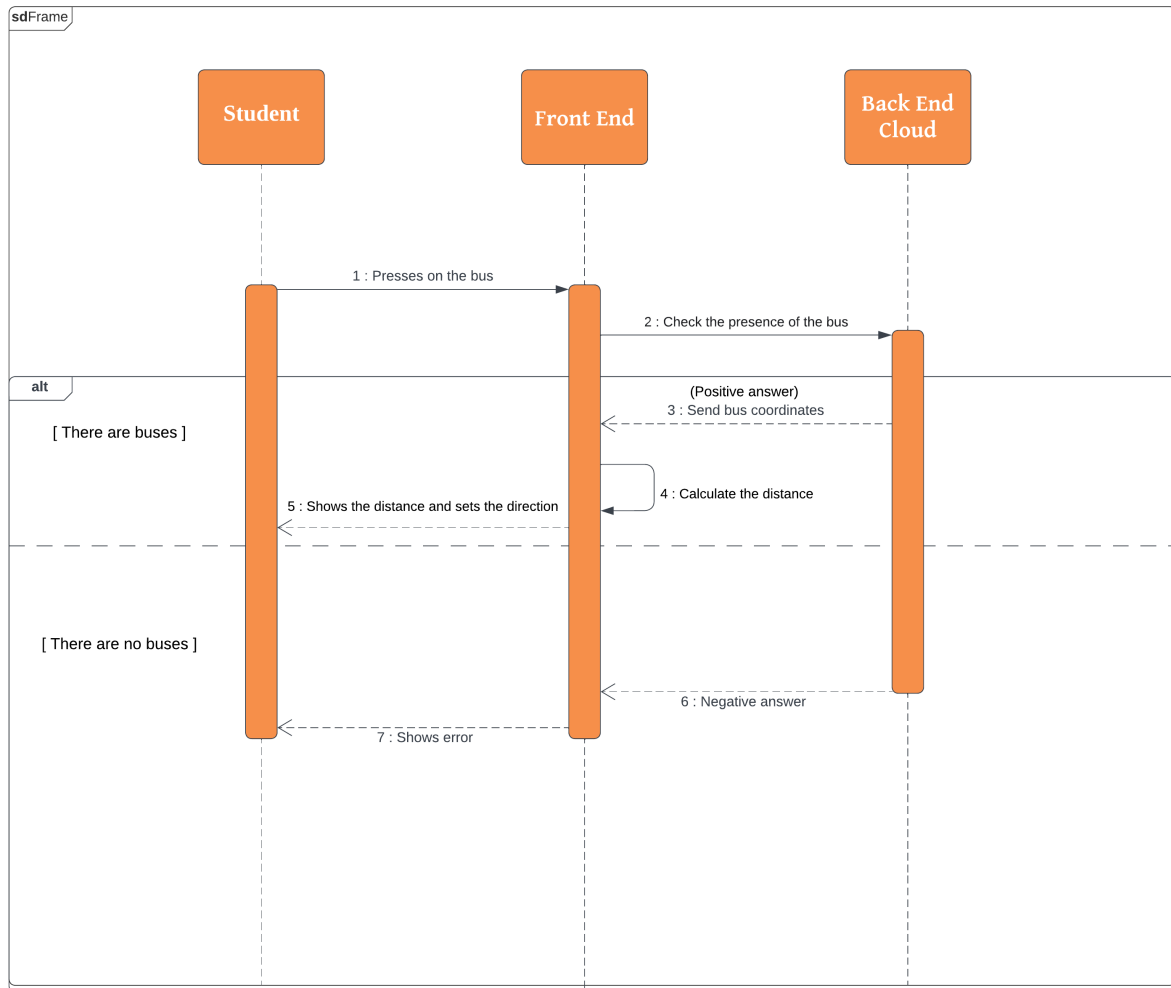 sdFrame
Student
Front End
Back End
Cloud
1 : Presses on the bus
2 : Check the presence of the bus
alt
(Positive answer)
3 : Send bus coordinates
[ There are buses ]
4 : Calculate the distance
5 : Shows the distance and sets the direction
[ There are no buses ]
6 : Negative answer
7 : Shows error